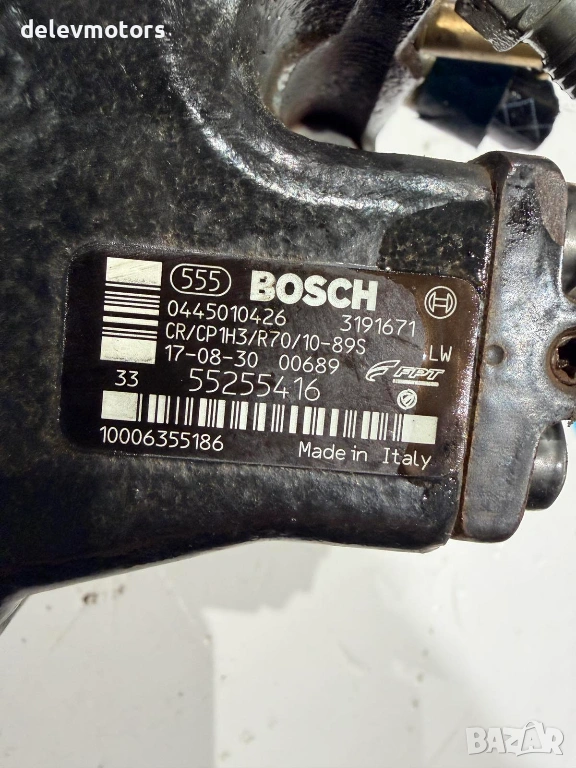 delevmotors
555 BOSCH
0445010426 3191671
CR/CP1H3/R70/10-89S LW
17-08-30 00689 FPT
33 55255416
10006355186 Made in Italy
BAZAR